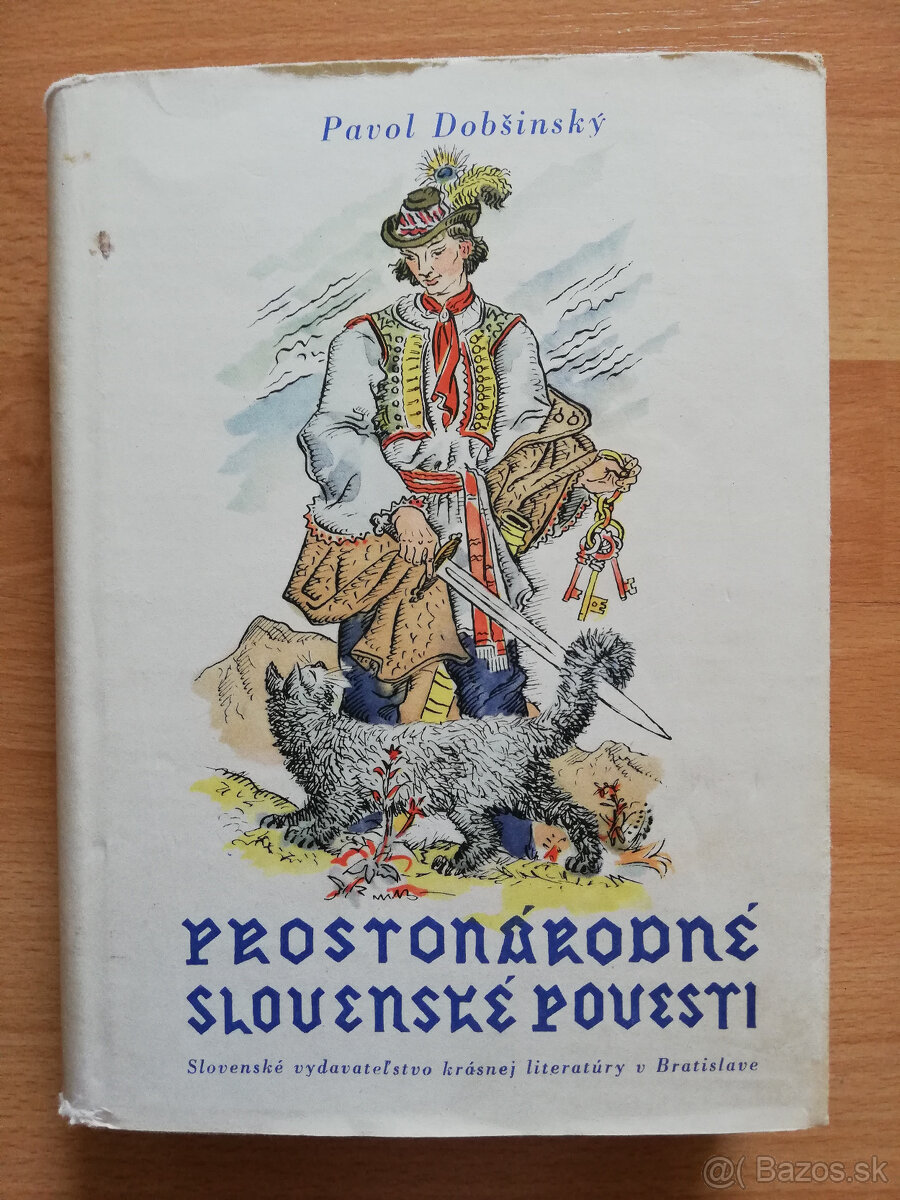 Pavol Dobšinský
PROSTONÁRODNÉ
SLOVENSKÉ POVESTI
Slovenské vydavateľstvo krásnej literatúry v Bratislave
@( Bazos.sk